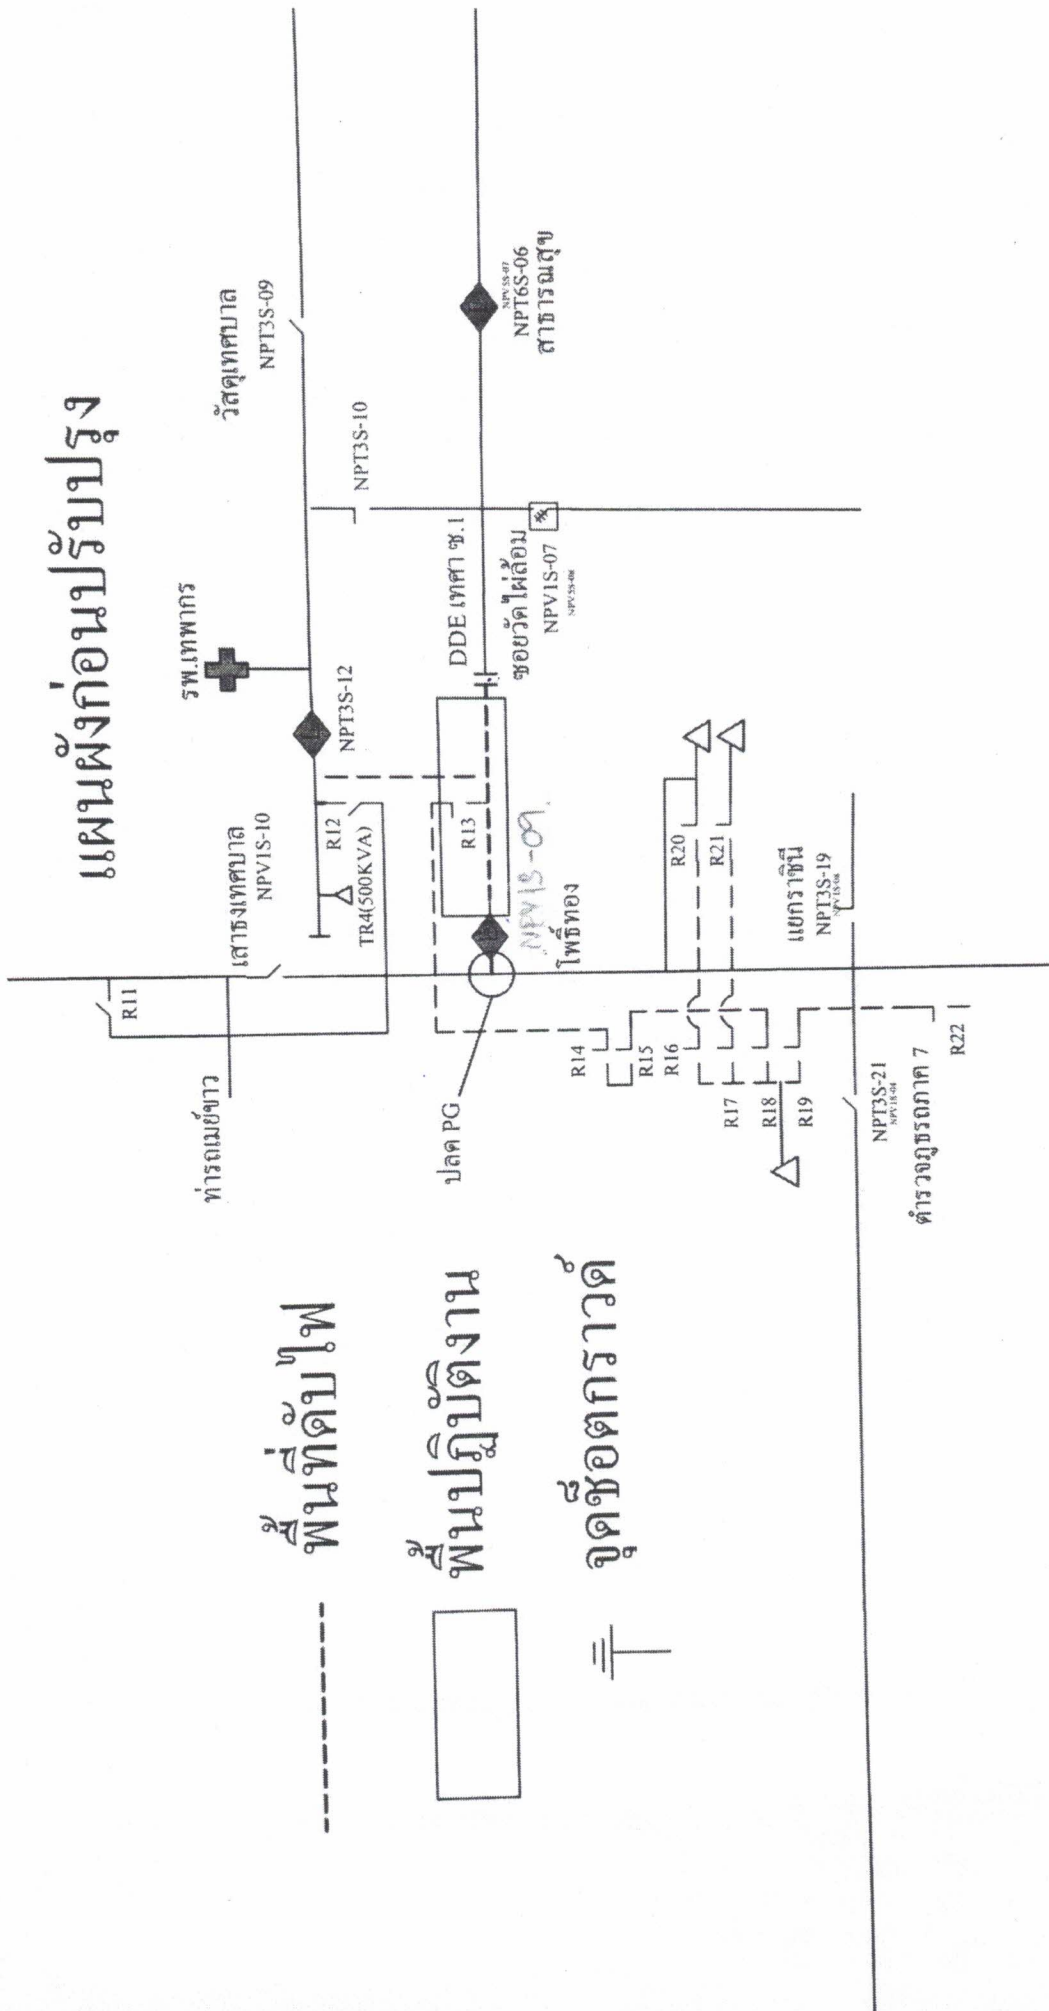 แผนผังก่อนปรับปรุง
วัสดุเทศบาล
NPT3S-09
รพ.เทพากร
NPT3S-12
NPT3S-10
เสาธงเทศบาล
NPV1S-10
R11
ท่ารถเมย์ขาว
R12
TR4(500KVA)
R13
DDE เทศา ซ.1
NPV5S-07
NPT6S-06
สาธารณสุข
ซอยวัดไผ่ล้อม
NPV1S-07
NPV5S-08
NPV1S-09
โพธิ์ทอง
ปลด PG
R14
R15
R16
R17
R18
R19
R20
R21
แยกราชินี
NPT3S-19
NPT3S-21
NPV1S-04
R22
ตำรวจภูธรถภาค 7
พื้นที่ดับไฟ
พื้นปฏิบัติงาน
จุดช็อตกราวด์